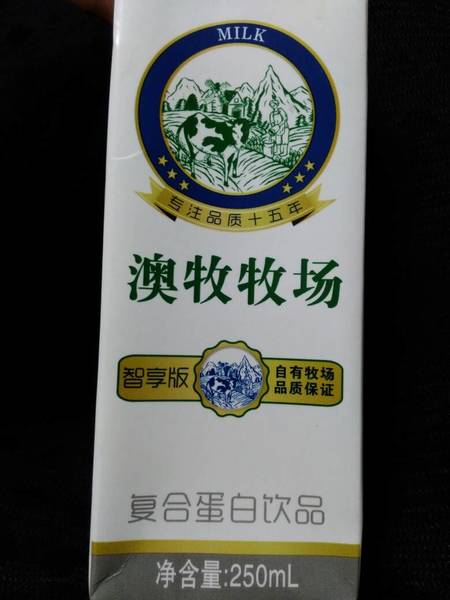 MILK
专注品质十五年
澳牧牧场
智享版
自有牧场
品质保证
复合蛋白饮品
净含量:250mL